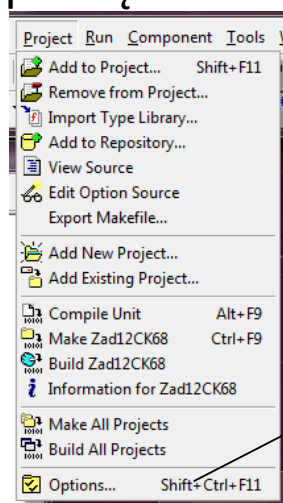 Project Run Component Tools
Add to Project... Shift+F11
Remove from Project...
Import Type Library...
Add to Repository...
View Source
Edit Option Source
Export Makefile...
Add New Project...
Add Existing Project...
Compile Unit Alt+F9
Make Zad12CK68 Ctrl+F9
Build Zad12CK68
Information for Zad12CK68
Make All Projects
Build All Projects
Options... Shift+Ctrl+F11